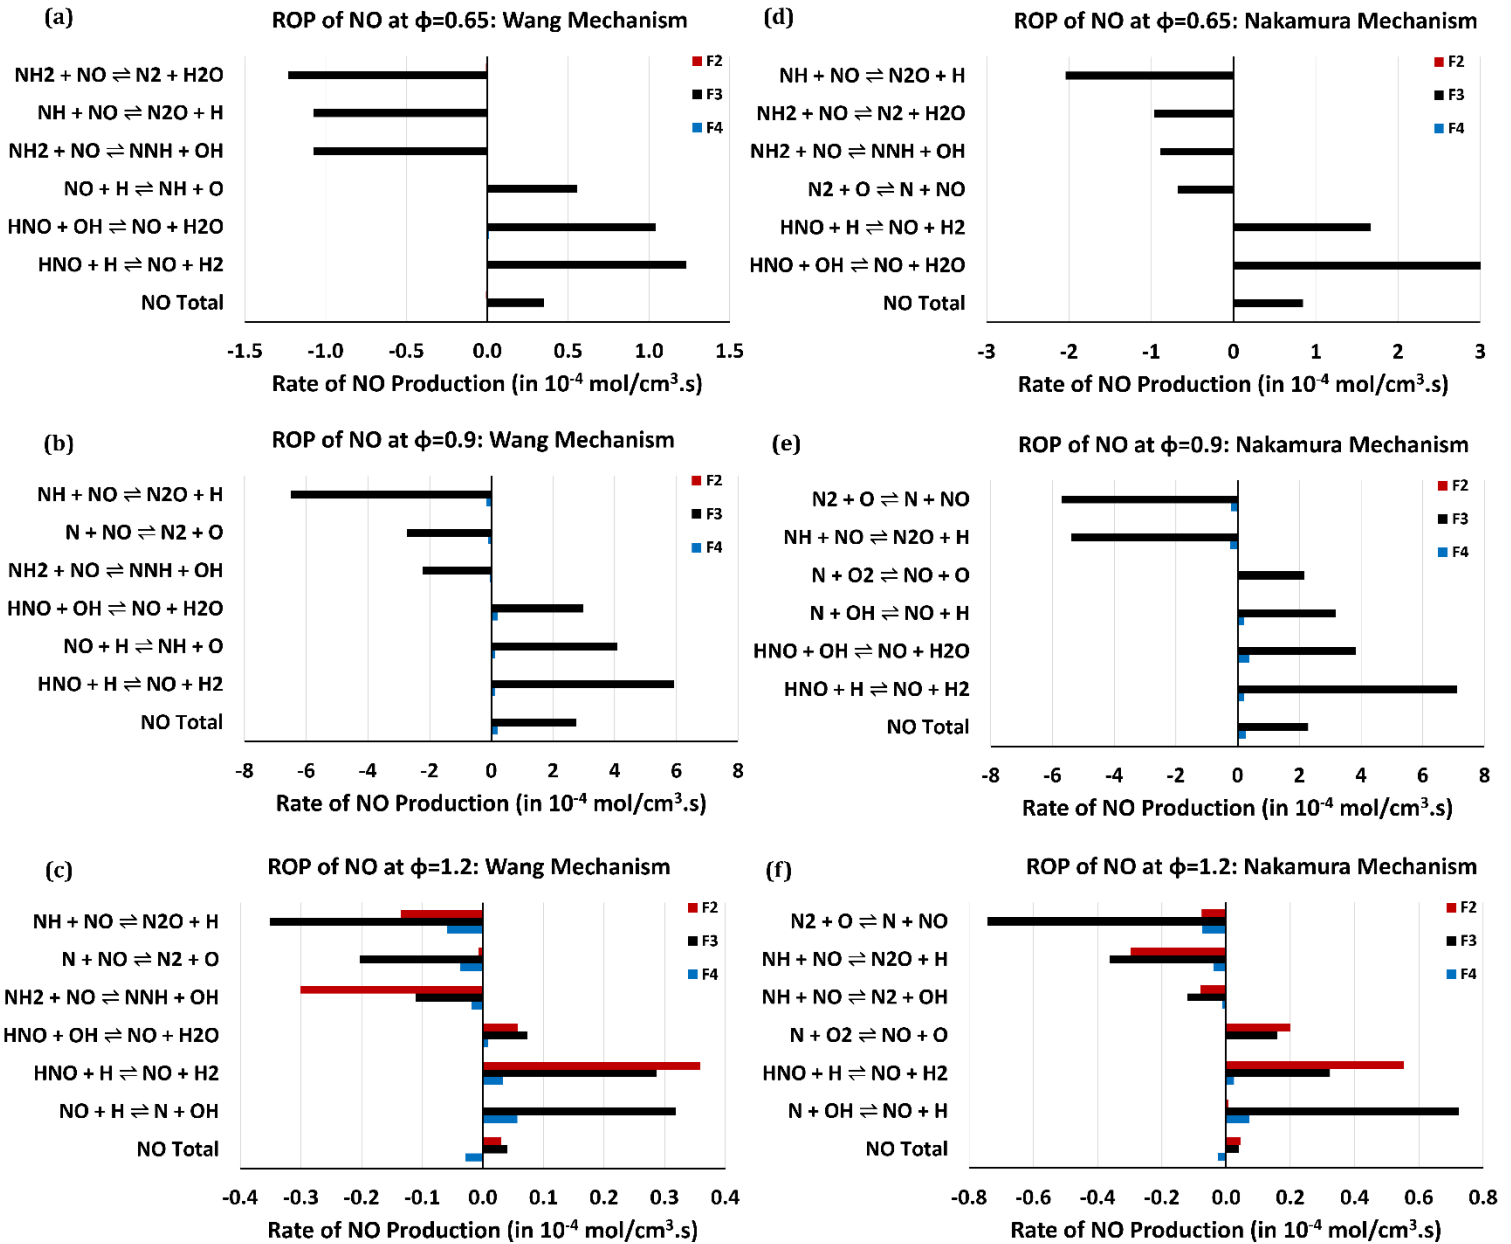 (a)
ROP of NO at ϕ=0.65: Wang Mechanism
NH2 + NO ⇌ N2 + H2O
NH + NO ⇌ N2O + H
NH2 + NO ⇌ NNH + OH
NO + H ⇌ NH + O
HNO + OH ⇌ NO + H2O
HNO + H ⇌ NO + H2
NO Total
F2
F3
F4
-1.5 -1.0 -0.5 0.0 0.5 1.0 1.5
Rate of NO Production (in 10⁻⁴ mol/cm³.s)
(d)
ROP of NO at ϕ=0.65: Nakamura Mechanism
NH + NO ⇌ N2O + H
NH2 + NO ⇌ N2 + H2O
NH2 + NO ⇌ NNH + OH
N2 + O ⇌ N + NO
HNO + H ⇌ NO + H2
HNO + OH ⇌ NO + H2O
NO Total
F2
F3
F4
-3 -2 -1 0 1 2 3
Rate of NO Production (in 10⁻⁴ mol/cm³.s)
(b)
ROP of NO at ϕ=0.9: Wang Mechanism
NH + NO ⇌ N2O + H
N + NO ⇌ N2 + O
NH2 + NO ⇌ NNH + OH
HNO + OH ⇌ NO + H2O
NO + H ⇌ NH + O
HNO + H ⇌ NO + H2
NO Total
F2
F3
F4
-8 -6 -4 -2 0 2 4 6 8
Rate of NO Production (in 10⁻⁴ mol/cm³.s)
(e)
ROP of NO at ϕ=0.9: Nakamura Mechanism
N2 + O ⇌ N + NO
NH + NO ⇌ N2O + H
N + O2 ⇌ NO + O
N + OH ⇌ NO + H
HNO + OH ⇌ NO + H2O
HNO + H ⇌ NO + H2
NO Total
F2
F3
F4
-8 -6 -4 -2 0 2 4 6 8
Rate of NO Production (in 10⁻⁴ mol/cm³.s)
(c)
ROP of NO at ϕ=1.2: Wang Mechanism
NH + NO ⇌ N2O + H
N + NO ⇌ N2 + O
NH2 + NO ⇌ NNH + OH
HNO + OH ⇌ NO + H2O
HNO + H ⇌ NO + H2
NO + H ⇌ N + OH
NO Total
F2
F3
F4
-0.4 -0.3 -0.2 -0.1 0.0 0.1 0.2 0.3 0.4
Rate of NO Production (in 10⁻⁴ mol/cm³.s)
(f)
ROP of NO at ϕ=1.2: Nakamura Mechanism
N2 + O ⇌ N + NO
NH + NO ⇌ N2O + H
NH + NO ⇌ N2 + OH
N + O2 ⇌ NO + O
HNO + H ⇌ NO + H2
N + OH ⇌ NO + H
NO Total
F2
F3
F4
-0.8 -0.6 -0.4 -0.2 0.0 0.2 0.4 0.6 0.8
Rate of NO Production (in 10⁻⁴ mol/cm³.s)